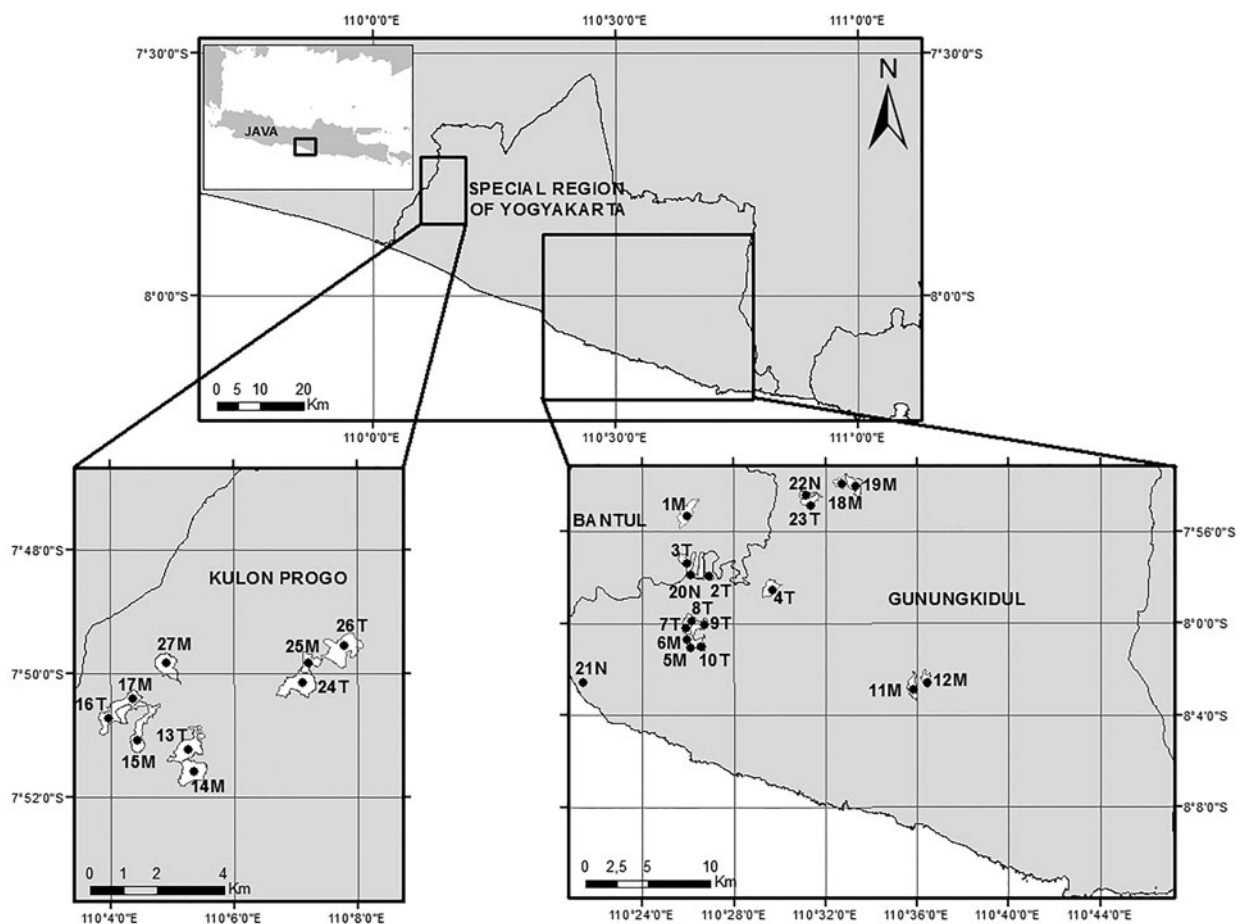 110°0'0"E
110°30'0"E
111°0'0"E
7°30'0"S
7°30'0"S
JAVA
N
SPECIAL REGION
OF YOGYAKARTA
8°0'0"S
8°0'0"S
0 5 10 20
Km
110°0'0"E
110°30'0"E
111°0'0"E
7°48'0"S
KULON PROGO
27M
25M
26T
7°50'0"S
17M
24T
16T
13T
15M
14M
7°52'0"S
0 1 2 4
Km
110°4'0"E
110°6'0"E
110°8'0"E
22N
19M
1M
18M
23T
BANTUL
7°56'0"S
3T
20N
2T
4T
8T
GUNUNGKIDUL
7T
9T
8°0'0"S
6M
5M
10T
21N
11M
12M
8°4'0"S
8°8'0"S
0 2,5 5 10
Km
110°24'0"E
110°28'0"E
110°32'0"E
110°36'0"E
110°40'0"E
110°44'0"E